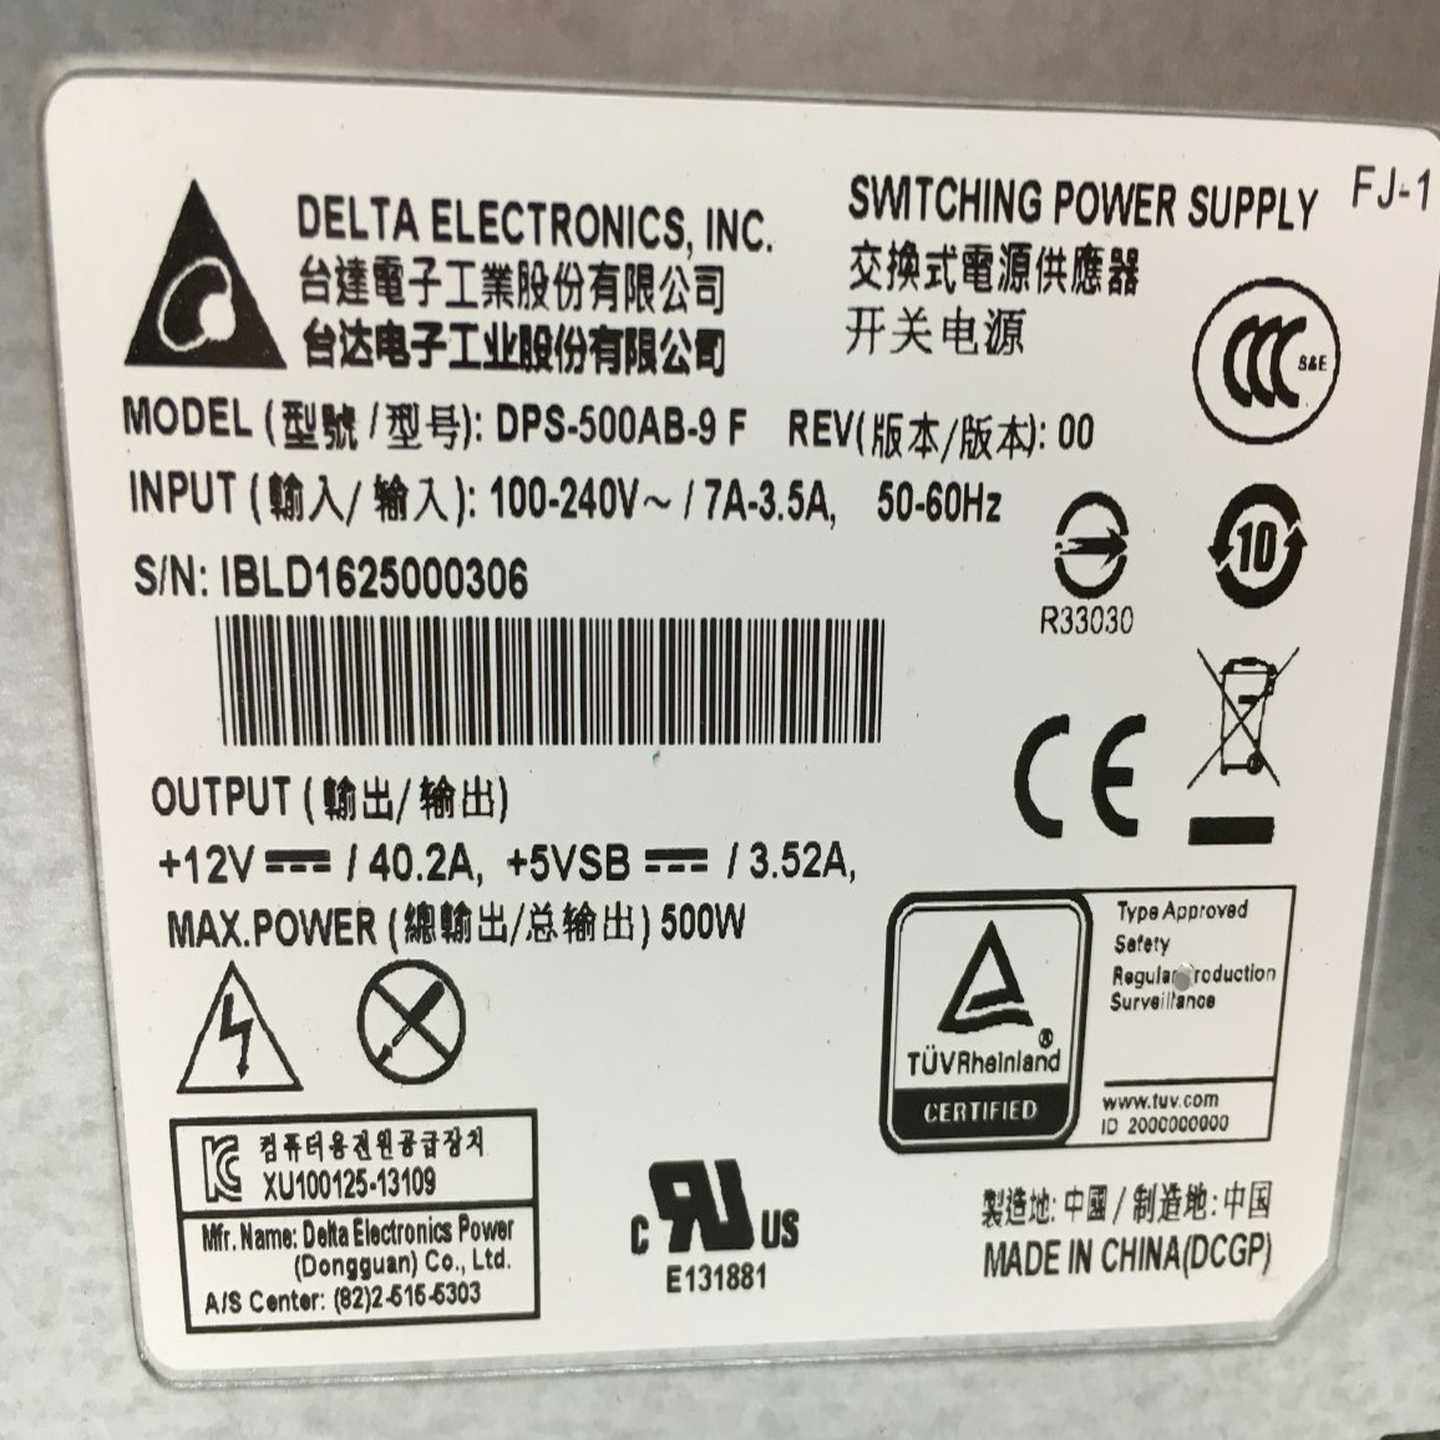 DELTA ELECTRONICS, INC.
台達電子工業股份有限公司
台达电子工业股份有限公司
SWITCHING POWER SUPPLY
FJ-1
交換式電源供應器
开关电源
CCC S&E
MODEL (型號/型号): DPS-500AB-9 F REV(版本/版本): 00
INPUT (輸入/输入): 100-240V～ / 7A-3.5A, 50-60Hz
S/N: IBLD1625000306
R33030
10
CE
OUTPUT (輸出/输出)
+12V⎓ / 40.2A, +5VSB⎓ / 3.52A,
MAX.POWER (總輸出/总输出) 500W
TÜVRheinland ®
CERTIFIED
Type Approved
Safety
Regular Production
Surveillance
www.tuv.com
ID 2000000000
컴퓨터용전원공급장치
XU100125-13109
Mfr. Name: Delta Electronics Power
(Dongguan) Co., Ltd.
A/S Center: (82)2-515-5303
c RU US
E131881
製造地: 中國 / 制造地: 中国
MADE IN CHINA(DCGP)